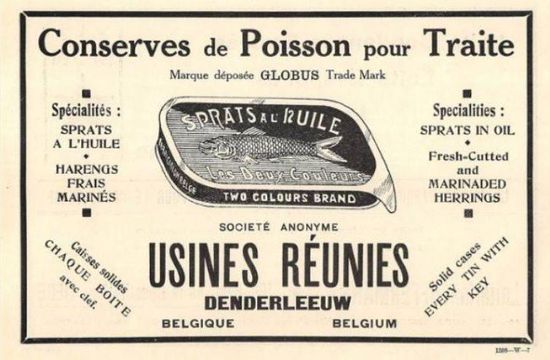 Conserves de Poisson pour Traite
Marque déposée GLOBUS Trade Mark
Spécialités :
SPRATS
A L'HUILE
HARENGS
FRAIS
MARINÉS
SPRATS A L'HUILE
Les Deux Couleurs
TWO COLOURS BRAND
Specialities :
SPRATS IN OIL
Fresh-Cutted
and
MARINADED
HERRINGS
SOCIETÉ ANONYME
USINES RÉUNIES
DENDERLEEUW
BELGIQUE BELGIUM
Caisses solides
CHAQUE BOITE
avec clef.
Solid cases
EVERY TIN WITH
KEY